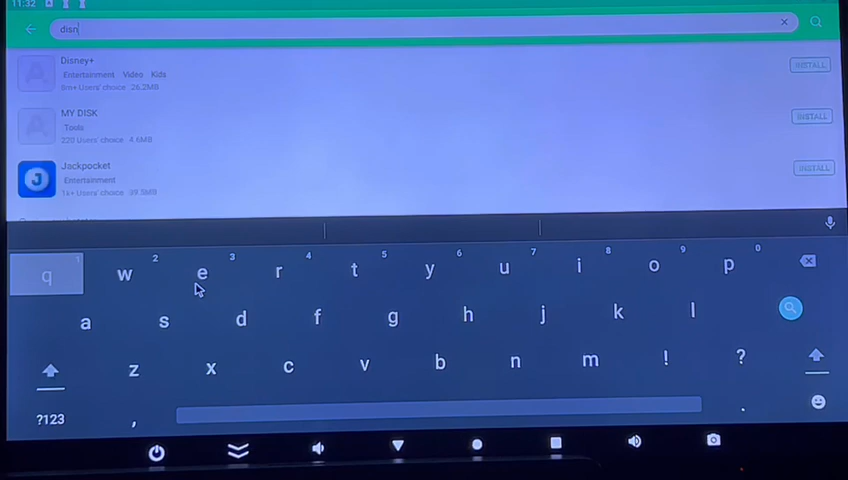 11:32
disn
Disney+
Entertainment Video Kids
5m+ Users' choice 26.2MB
INSTALL
MY DISK
Tools
220 Users' choice 4.6MB
INSTALL
J
Jackpocket
Entertainment
1k+ Users' choice 39.3MB
INSTALL
q 1 w 2 e 3 r 4 t 5 y 6 u 7 i 8 o 9 p 0
a s d f g h j k l
z x c v b n m ! ?
?123 , .